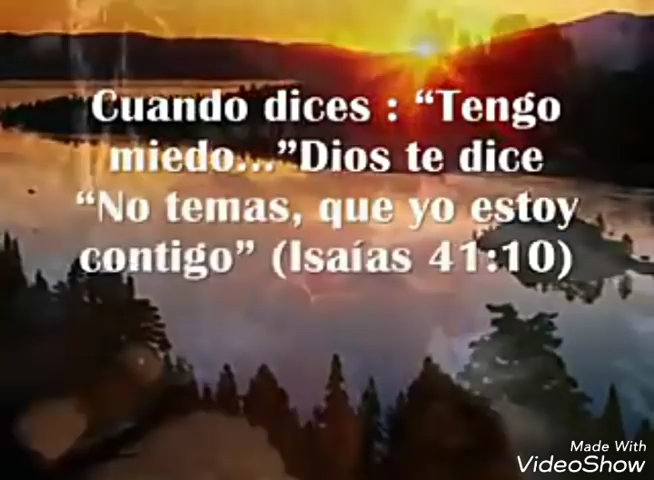 Cuando dices : “Tengo
miedo...”Dios te dice
“No temas, que yo estoy
contigo” (Isaías 41:10)
Made With
VideoShow